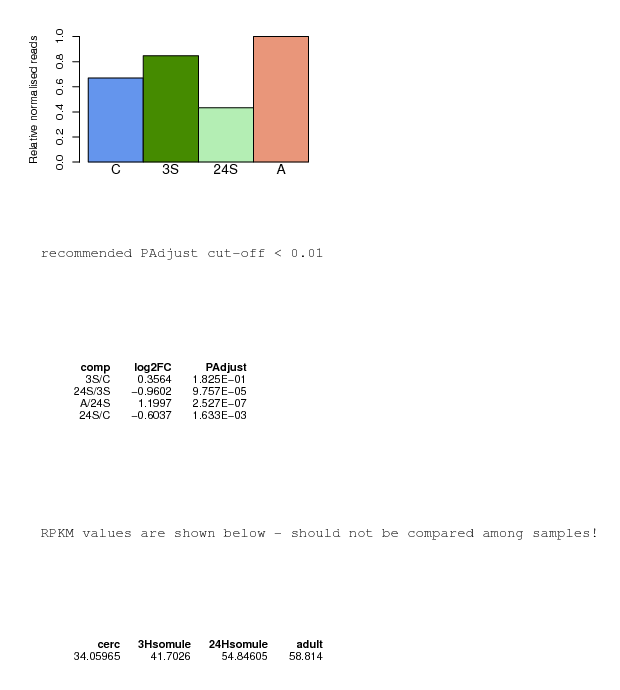 Relative normalised reads
1.0
0.8
0.6
0.4
0.2
0.0
C 3S 24S A
recommended PAdjust cut-off < 0.01
comp log2FC PAdjust
3S/C 0.3564 1.825E−01
24S/3S −0.9602 9.757E−05
A/24S 1.1997 2.527E−07
24S/C −0.6037 1.633E−03
RPKM values are shown below - should not be compared among samples!
cerc 3Hsomule 24Hsomule adult
34.05965 41.7026 54.84605 58.814